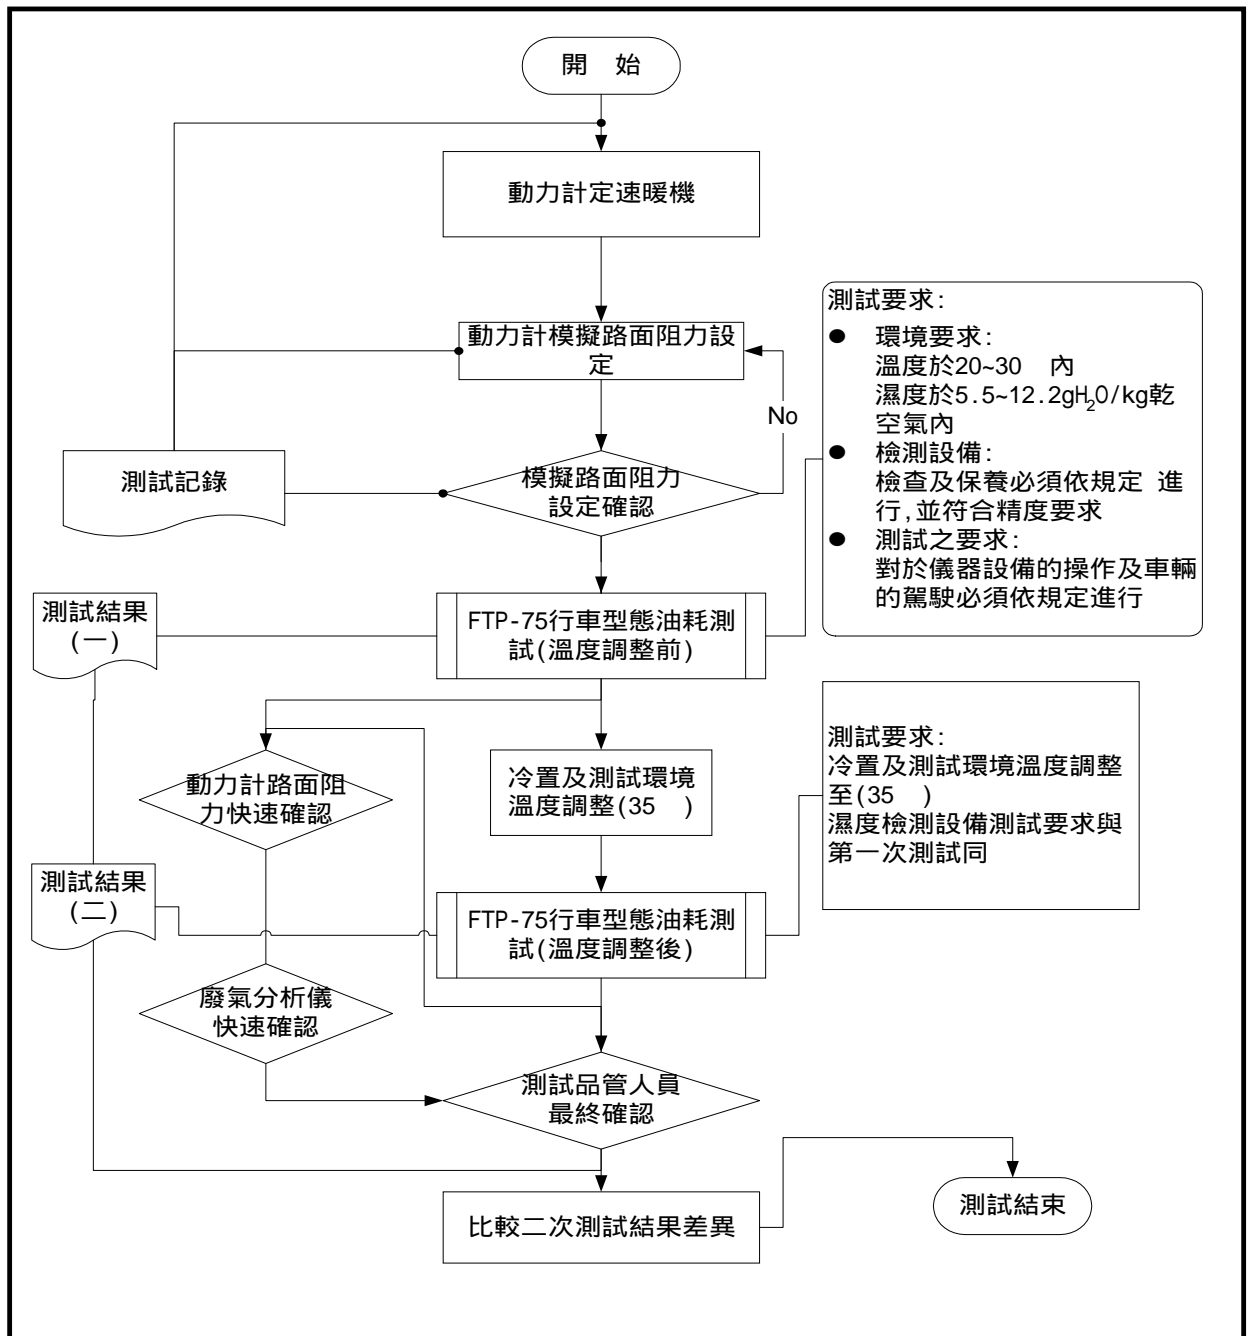 開 始
動力計定速暖機
動力計模擬路面阻力設
定
No
測試記錄
模擬路面阻力
設定確認
測試要求:
● 環境要求:
溫度於20~30 內
濕度於5.5~12.2gH₂O/kg乾
空氣內
● 檢測設備:
檢查及保養必須依規定 進
行,並符合精度要求
● 測試之要求:
對於儀器設備的操作及車輛
的駕駛必須依規定進行
測試結果
(一)
FTP-75行車型態油耗測
試(溫度調整前)
動力計路面阻
力快速確認
冷置及測試環境
溫度調整(35 )
測試要求:
冷置及測試環境溫度調整
至(35 )
濕度檢測設備測試要求與
第一次測試同
測試結果
(二)
FTP-75行車型態油耗測
試(溫度調整後)
廢氣分析儀
快速確認
測試品管人員
最終確認
比較二次測試結果差異
測試結束